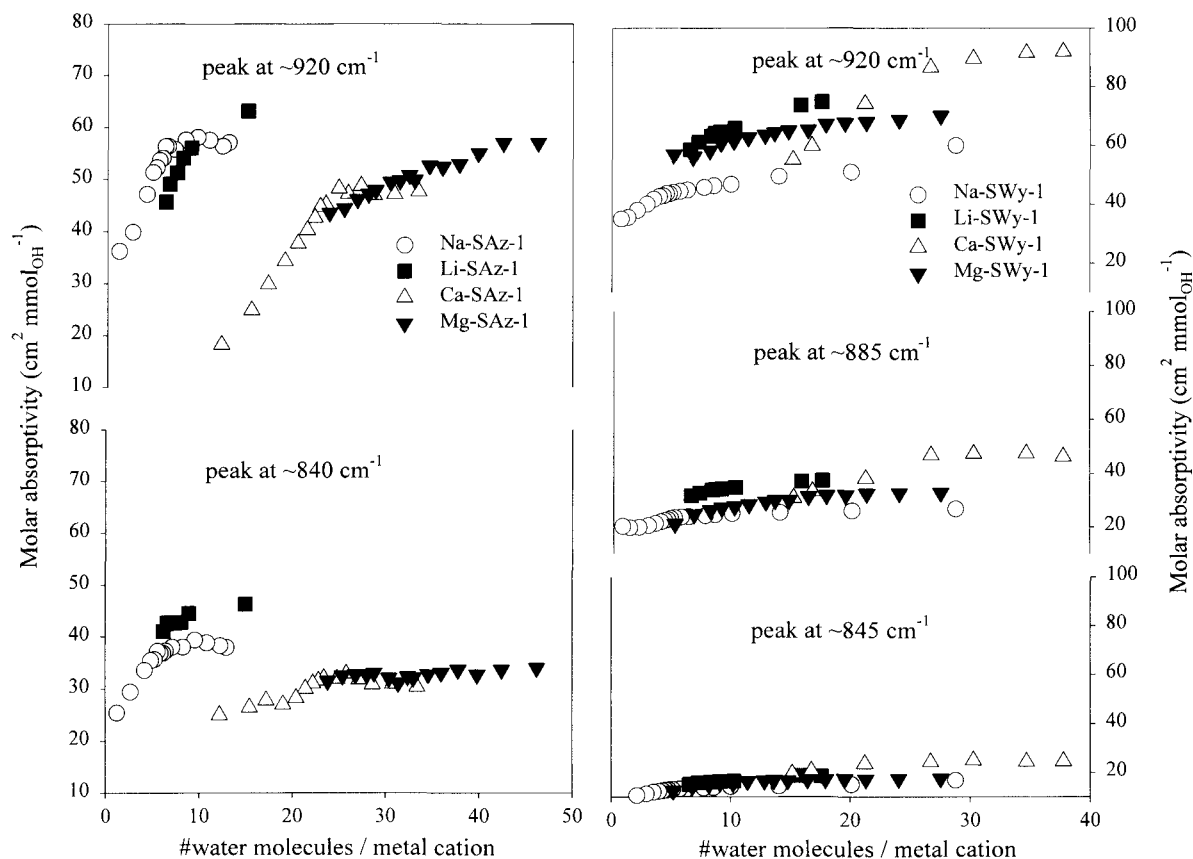 80
70
60
50
40
30
20
10
peak at ~920 cm⁻¹
Na-SAz-1
Li-SAz-1
Ca-SAz-1
Mg-SAz-1
80
70
60
50
40
30
20
10
peak at ~840 cm⁻¹
0 10 20 30 40 50
#water molecules / metal cation
Molar absorptivity (cm² mmol_OH⁻¹)
peak at ~920 cm⁻¹
Na-SWy-1
Li-SWy-1
Ca-SWy-1
Mg-SWy-1
100
80
60
40
20
peak at ~885 cm⁻¹
100
80
60
40
20
peak at ~845 cm⁻¹
100
80
60
40
20
0 10 20 30 40
#water molecules / metal cation
Molar absorptivity (cm² mmol_OH⁻¹)